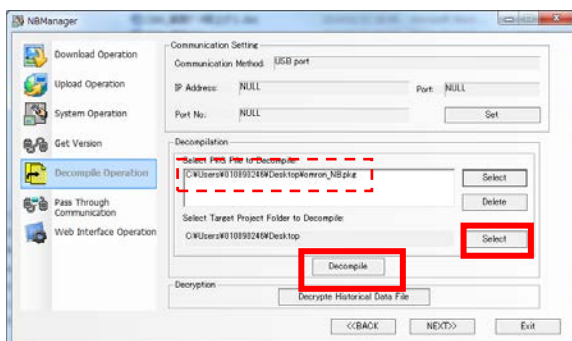 NBManager
Download Operation
Upload Operation
System Operation
Get Version
Decompile Operation
Pass Through
Communication
Web Interface Operation
Communication Setting
Communication Method: USB port
IP Address: NULL Port: NULL
Port No.: NULL Set
Decompilation
Select PKG File to Decompile:
C:¥Users¥010893246¥Desktop¥omron_NB.pkg Select
Delete
Select Target Project Folder to Decompile:
C:¥Users¥010893246¥Desktop Select
Decompile
Decryption
Decrypte Historical Data File
<<BACK NEXT>> Exit